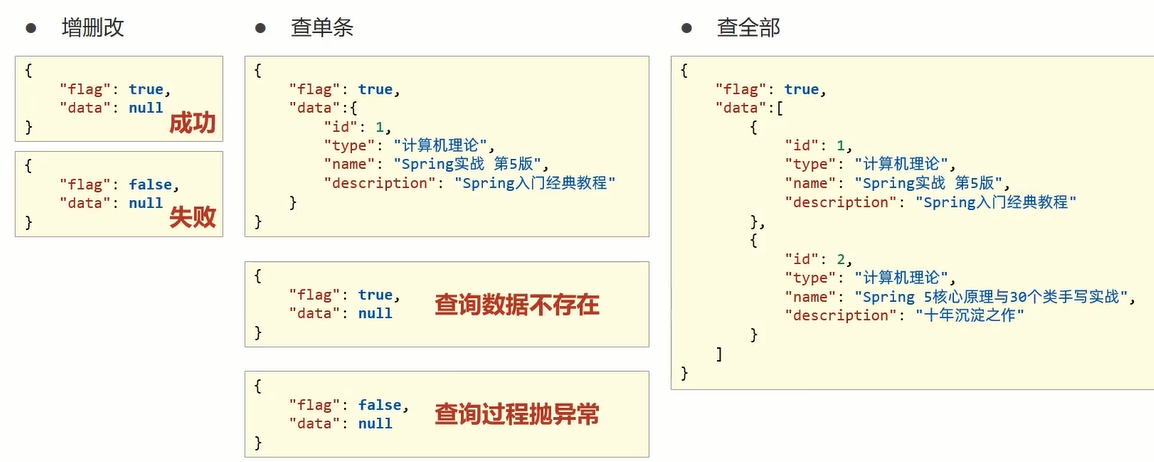 ● 增删改
{
"flag": true,
"data": null
}
成功
{
"flag": false,
"data": null
}
失败
● 查单条
{
"flag": true,
"data":{
"id": 1,
"type": "计算机理论",
"name": "Spring实战 第5版",
"description": "Spring入门经典教程"
}
}
{
"flag": true,
"data": null
}
查询数据不存在
{
"flag": false,
"data": null
}
查询过程抛异常
● 查全部
{
"flag": true,
"data":[
{
"id": 1,
"type": "计算机理论",
"name": "Spring实战 第5版",
"description": "Spring入门经典教程"
},
{
"id": 2,
"type": "计算机理论",
"name": "Spring 5核心原理与30个类手写实战",
"description": "十年沉淀之作"
}
]
}